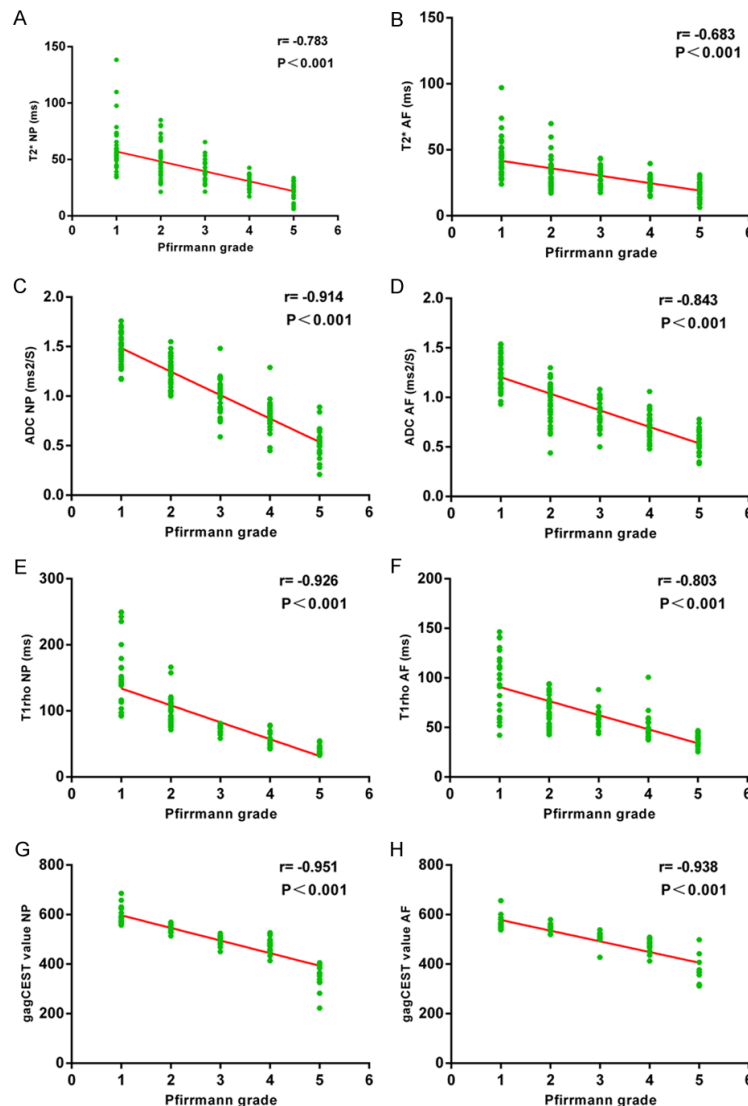 A
r= -0.783
P＜0.001
150
100
50
0
T2* NP (ms)
0 1 2 3 4 5 6
Pfirrmann grade
B
r= -0.683
P＜0.001
150
100
50
0
T2* AF (ms)
0 1 2 3 4 5 6
Pfirrmann grade
C
r= -0.914
P＜0.001
2.0
1.5
1.0
0.5
0.0
ADC NP (ms2/S)
0 1 2 3 4 5 6
Pfirrmann grade
D
r= -0.843
P＜0.001
2.0
1.5
1.0
0.5
0.0
ADC AF (ms2/S)
0 1 2 3 4 5 6
Pfirrmann grade
E
r= -0.926
P＜0.001
300
200
100
0
T1rho NP (ms)
0 1 2 3 4 5 6
Pfirrmann grade
F
r= -0.803
P＜0.001
200
150
100
50
0
T1rho AF (ms)
0 1 2 3 4 5 6
Pfirrmann grade
G
r= -0.951
P＜0.001
800
600
400
200
0
gagCEST value NP
0 1 2 3 4 5 6
Pfirrmann grade
H
r= -0.938
P＜0.001
800
600
400
200
0
gagCEST value AF
0 1 2 3 4 5 6
Pfirrmann grade